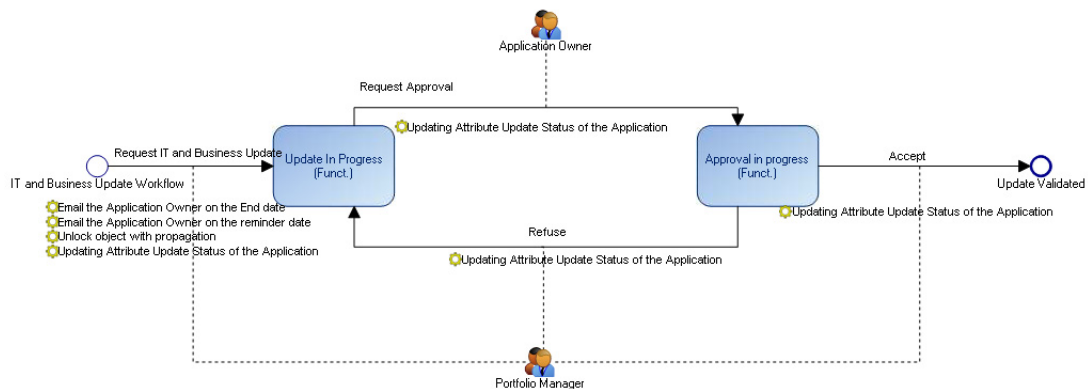 Application Owner
Request Approval
Updating Attribute Update Status of the Application
Request IT and Business Update
Update In Progress
(Funct.)
Approval in progress
(Funct.)
Accept
IT and Business Update Workflow
Update Validated
Email the Application Owner on the End date
Email the Application Owner on the reminder date
Unlock object with propagation
Updating Attribute Update Status of the Application
Updating Attribute Update Status of the Application
Refuse
Updating Attribute Update Status of the Application
Portfolio Manager